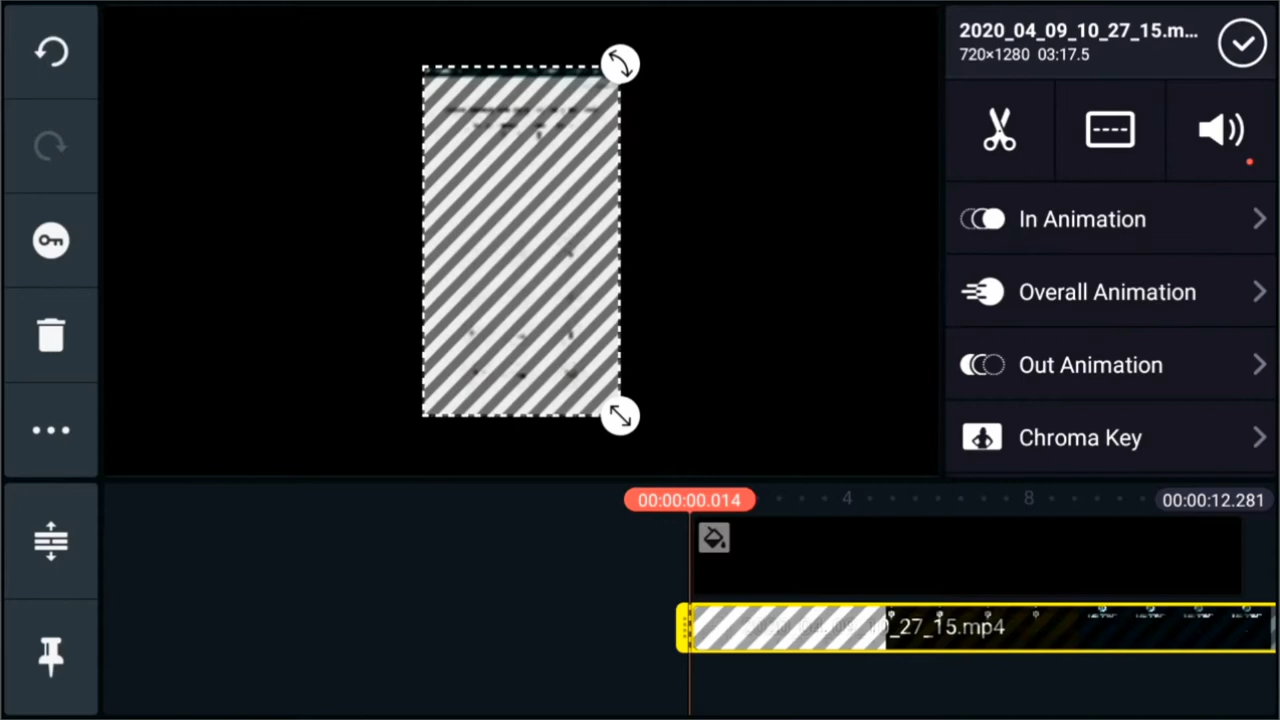 2020_04_09_10_27_15.m...
720×1280 03:17.5
In Animation
Overall Animation
Out Animation
Chroma Key
00:00:00.014
4
8
00:00:12.281
_27_15.mp4